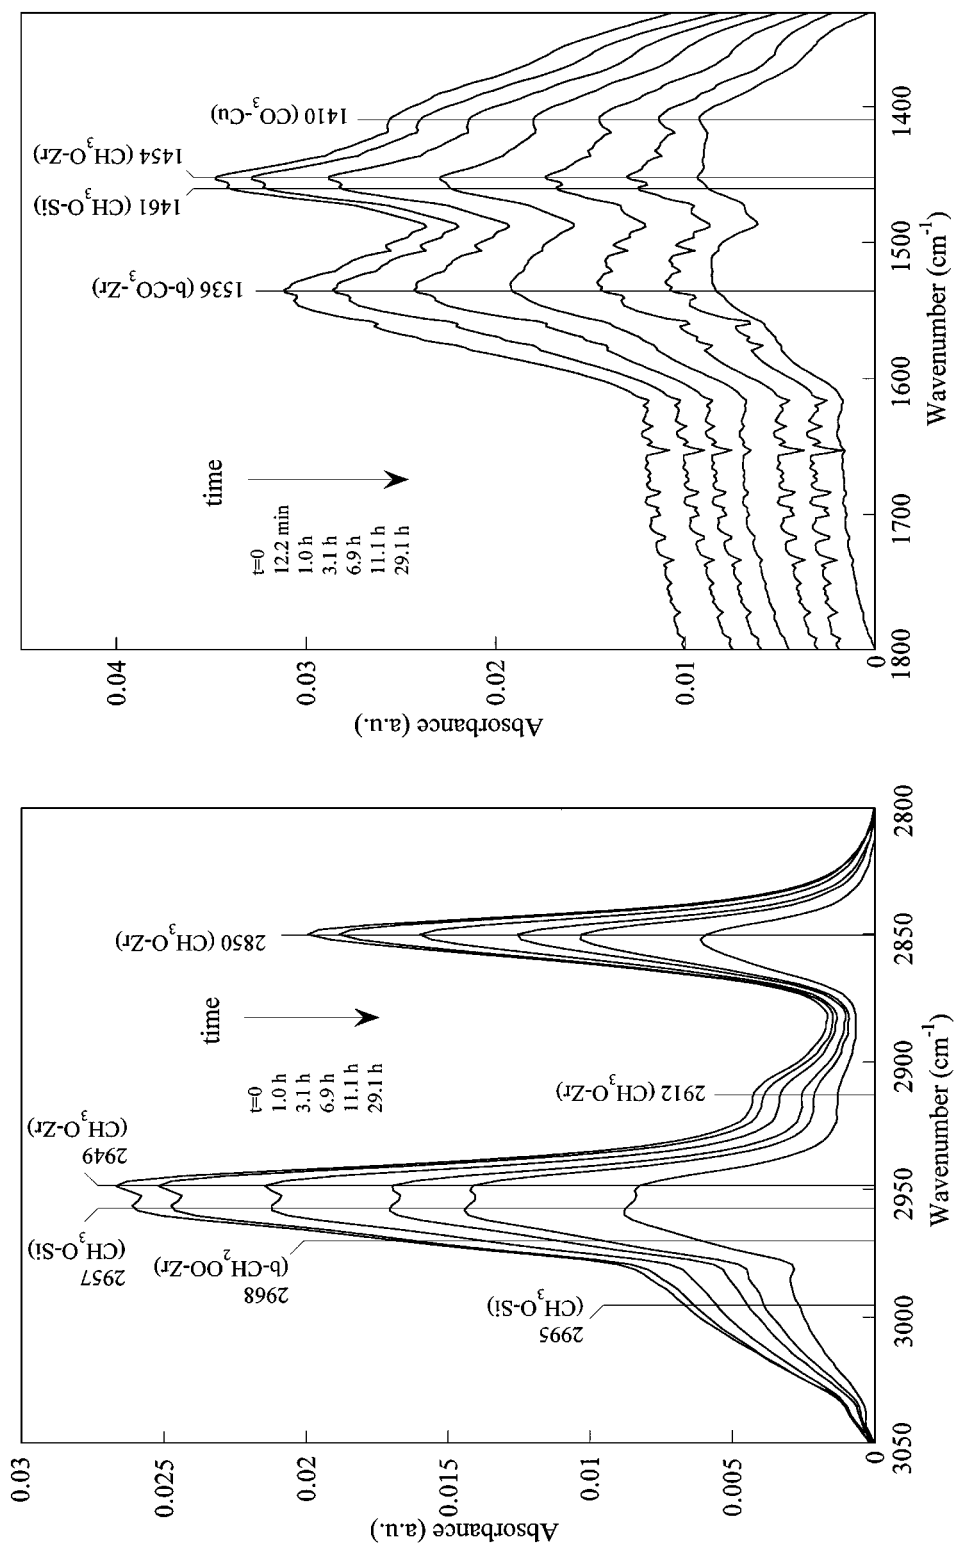 0.03
0.025
0.02
0.015
0.01
0.005
0
Absorbance (a.u.)
3050
3000
2950
2900
2850
2800
Wavenumber (cm-1)
2995
(CH3O-Si)
2968
(b-CH2OO-Zr)
2957
(CH3O-Si)
2949
(CH3O-Zr)
2912 (CH3O-Zr)
2850 (CH3O-Zr)
t=0
1.0 h
3.1 h
6.9 h
11.1 h
29.1 h
time
0.04
0.03
0.02
0.01
0
Absorbance (a.u.)
1800
1700
1600
1500
1400
Wavenumber (cm-1)
1536 (b-CO3-Zr)
1461 (CH3O-Si)
1454 (CH3O-Zr)
1410 (CO3-Cu)
t=0
12.2 min
1.0 h
3.1 h
6.9 h
11.1 h
29.1 h
time